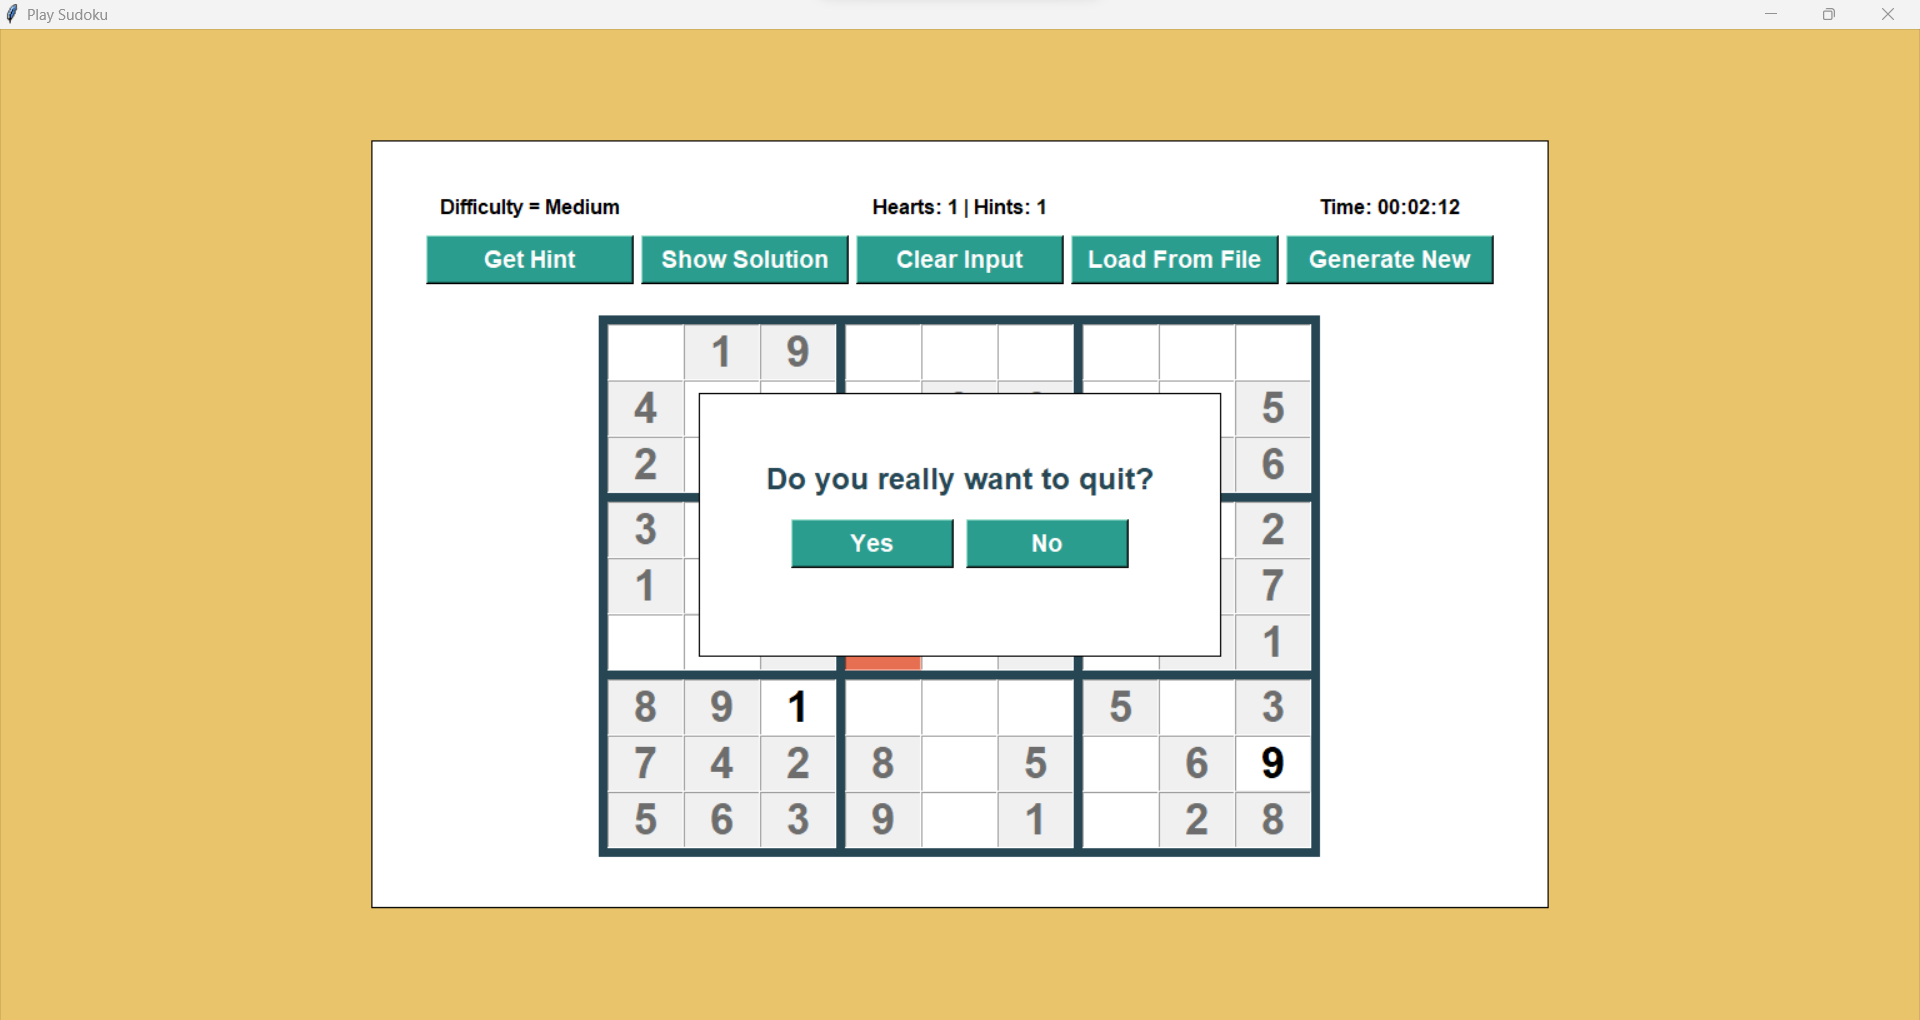 Play Sudoku
Difficulty = Medium Hearts: 1 | Hints: 1 Time: 00:02:12
Get Hint Show Solution Clear Input Load From File Generate New
1 9
4 5
2 6
Do you really want to quit?
3 2
Yes No
1 7
1
8 9 1 5 3
7 4 2 8 5 6 9
5 6 3 9 1 2 8